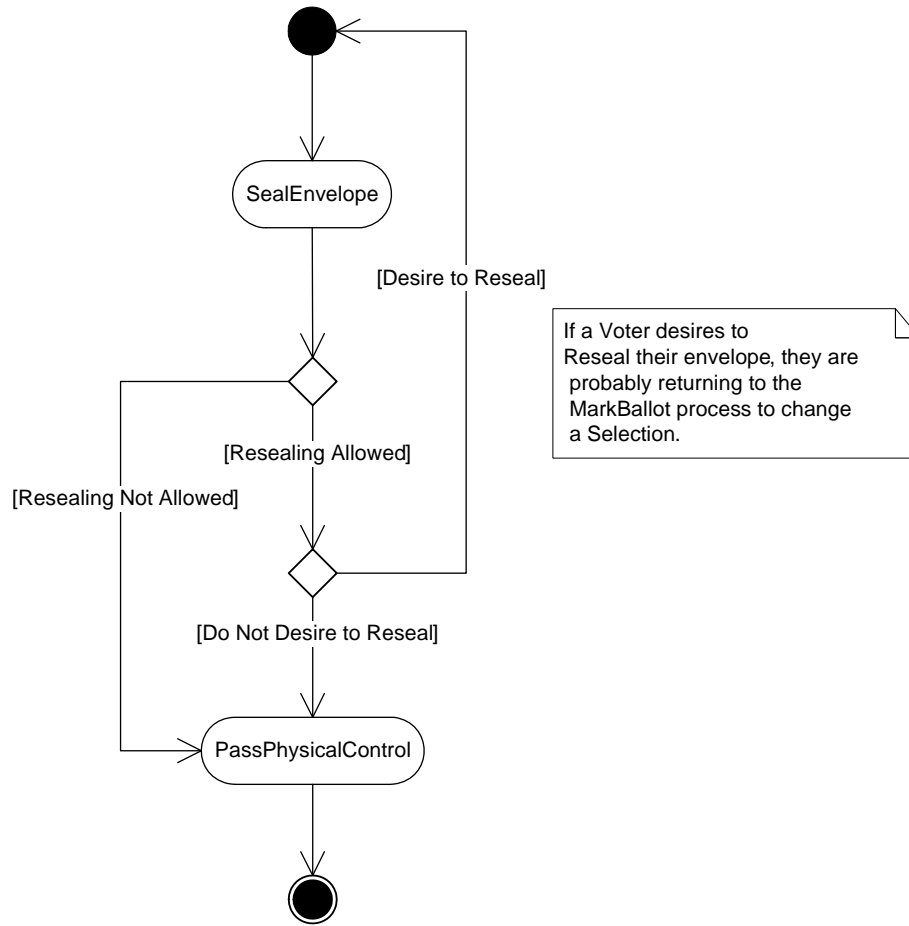 SealEnvelope
[Desire to Reseal]
If a Voter desires to
Reseal their envelope, they are
probably returning to the
MarkBallot process to change
a Selection.
[Resealing Allowed]
[Resealing Not Allowed]
[Do Not Desire to Reseal]
PassPhysicalControl